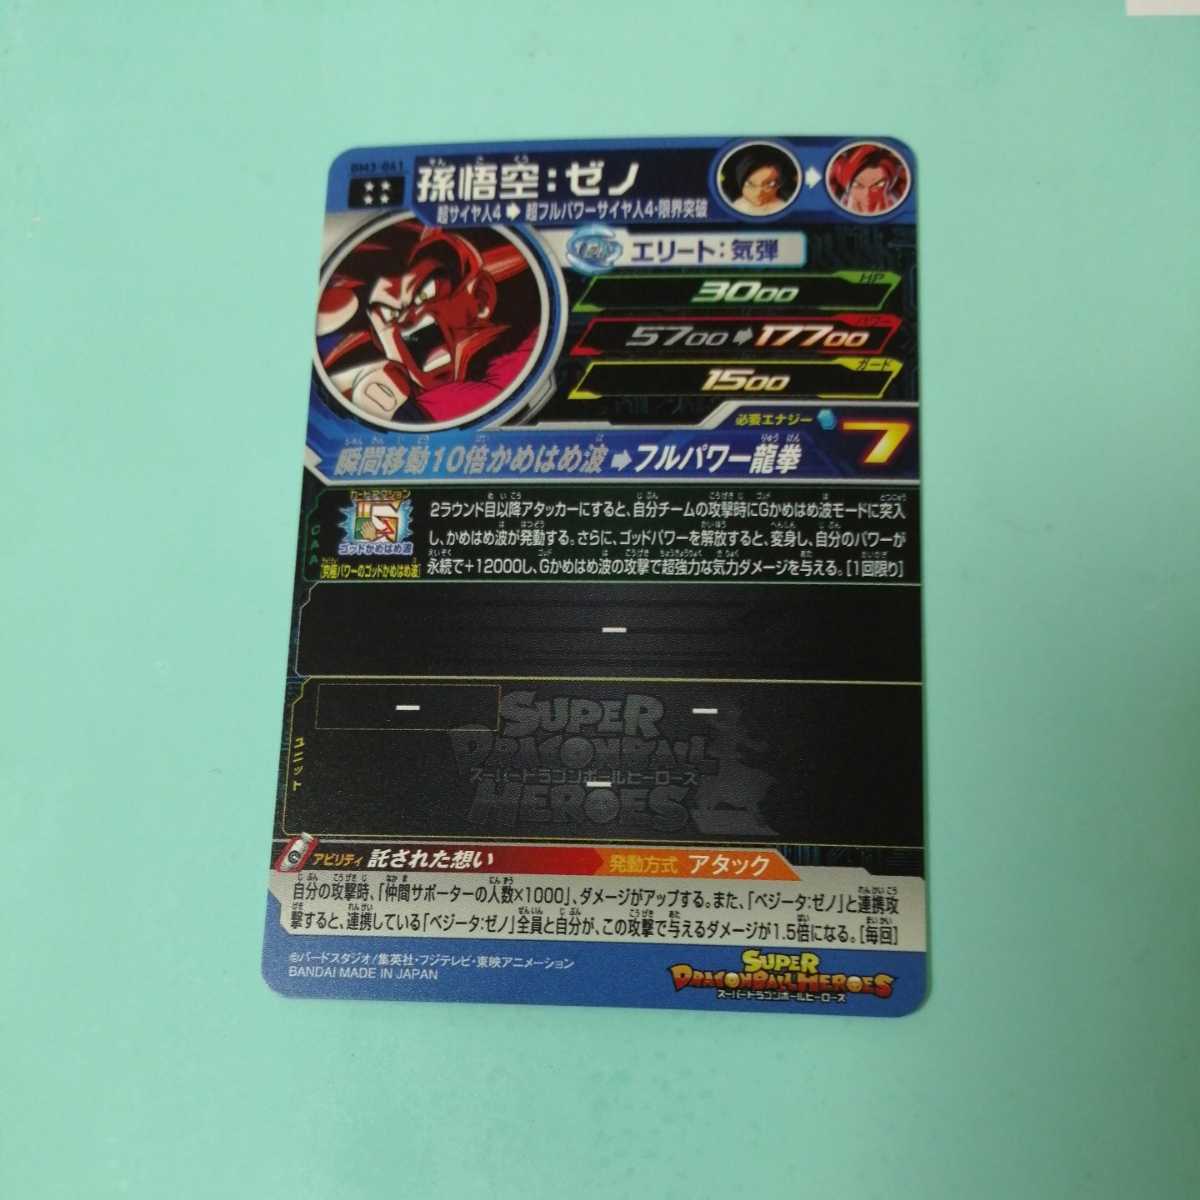 BM3-061
★★
★★
孫悟空:ゼノ
超サイヤ人4➡超フルパワーサイヤ人4・限界突破
エリート:気弾
HP
3000
パワー
5700➡17700
ガード
1500
必要エナジー
7
瞬間移動10倍かめはめ波➡フルパワー龍拳
CAA
カードアクション
ゴッドかめはめ波
[究極パワーのゴッドかめはめ波]
2ラウンド目以降アタッカーにすると、自分チームの攻撃時にGかめはめ波モードに突入
し、かめはめ波が発動する。さらに、ゴッドパワーを解放すると、変身し、自分のパワーが
永続で+12000し、Gかめはめ波の攻撃で超強力な気力ダメージを与える。[1回限り]
ー
ユニット
ー
ー
ー
SUPER
DRAGONBALL
スーパードラゴンボールヒーローズ
HEROES
アビリティ 託された想い
発動方式 アタック
自分の攻撃時、「仲間サポーターの人数×1000」、ダメージがアップする。また、「ベジータ:ゼノ」と連携攻
撃すると、連携している「ベジータ:ゼノ」全員と自分が、この攻撃で与えるダメージが1.5倍になる。[毎回]
©バードスタジオ/集英社・フジテレビ・東映アニメーション
BANDAI MADE IN JAPAN
SUPER
DRAGONBALL HEROES
スーパードラゴンボールヒーローズ